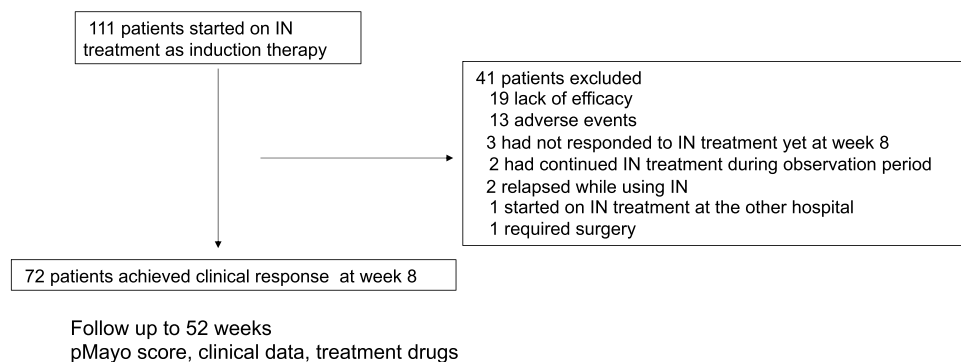 111 patients started on IN
treatment as induction therapy
41 patients excluded
19 lack of efficacy
13 adverse events
3 had not responded to IN treatment yet at week 8
2 had continued IN treatment during observation period
2 relapsed while using IN
1 started on IN treatment at the other hospital
1 required surgery
72 patients achieved clinical response at week 8
Follow up to 52 weeks
pMayo score, clinical data, treatment drugs